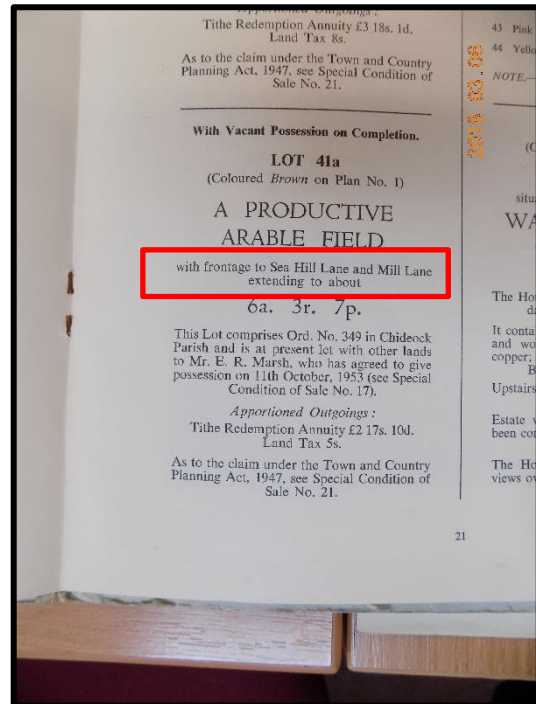 Apportioned Outgoings :
Tithe Redemption Annuity £3 18s. 1d.
Land Tax 8s.
As to the claim under the Town and Country
Planning Act, 1947, see Special Condition of
Sale No. 21.
With Vacant Possession on Completion.
LOT 41a
(Coloured Brown on Plan No. 1)
A PRODUCTIVE
ARABLE FIELD
with frontage to Sea Hill Lane and Mill Lane
extending to about
6a. 3r. 7p.
This Lot comprises Ord. No. 349 in Chideock
Parish and is at present let with other lands
to Mr. E. R. Marsh, who has agreed to give
possession on 11th October, 1953 (see Special
Condition of Sale No. 17).
Apportioned Outgoings :
Tithe Redemption Annuity £2 17s. 10d.
Land Tax 5s.
As to the claim under the Town and Country
Planning Act, 1947, see Special Condition of
Sale No. 21.
43 Pink
44 Yello
NOTE.—
(C
situ
WA
The Ho
da
It conta
and wo
copper;
B
Upstairs
Estate
been co
The Ho
views ov
21